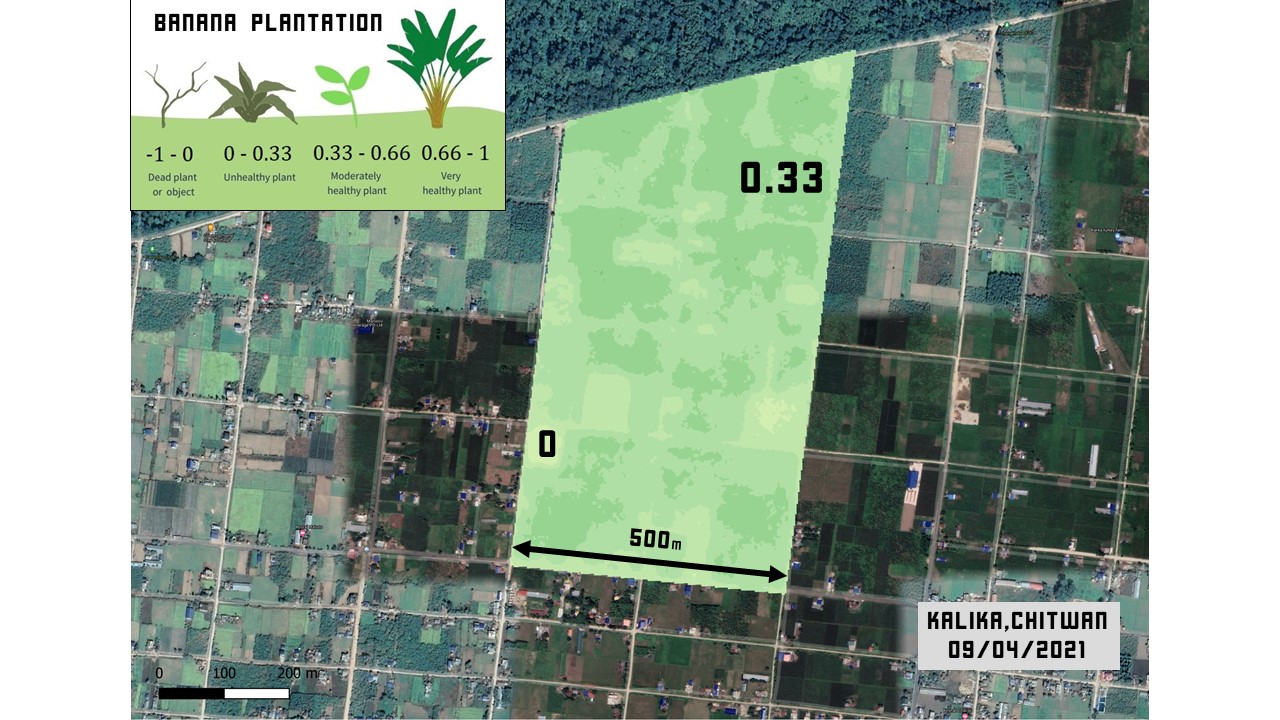 BANANA PLANTATION
-1 - 0
0 - 0.33
0.33 - 0.66
0.66 - 1
Dead plant
or object
Unhealthy plant
Moderately
healthy plant
Very
healthy plant
0.33
0
500m
KALIKA,CHITWAN
09/04/2021
0 100 200 m